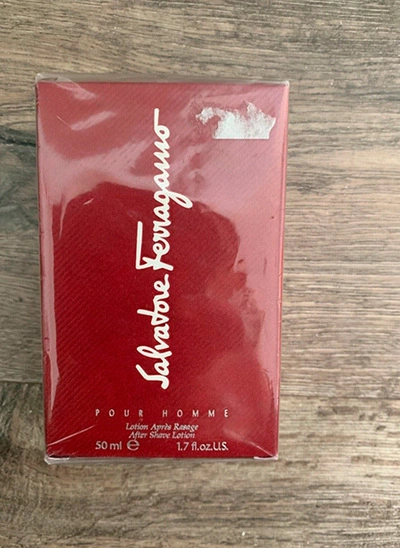 Salvatore Ferragamo
POUR HOMME
Lotion Après Rasage
After Shave Lotion
50 ml ℮ 1.7 fl.oz.U.S.